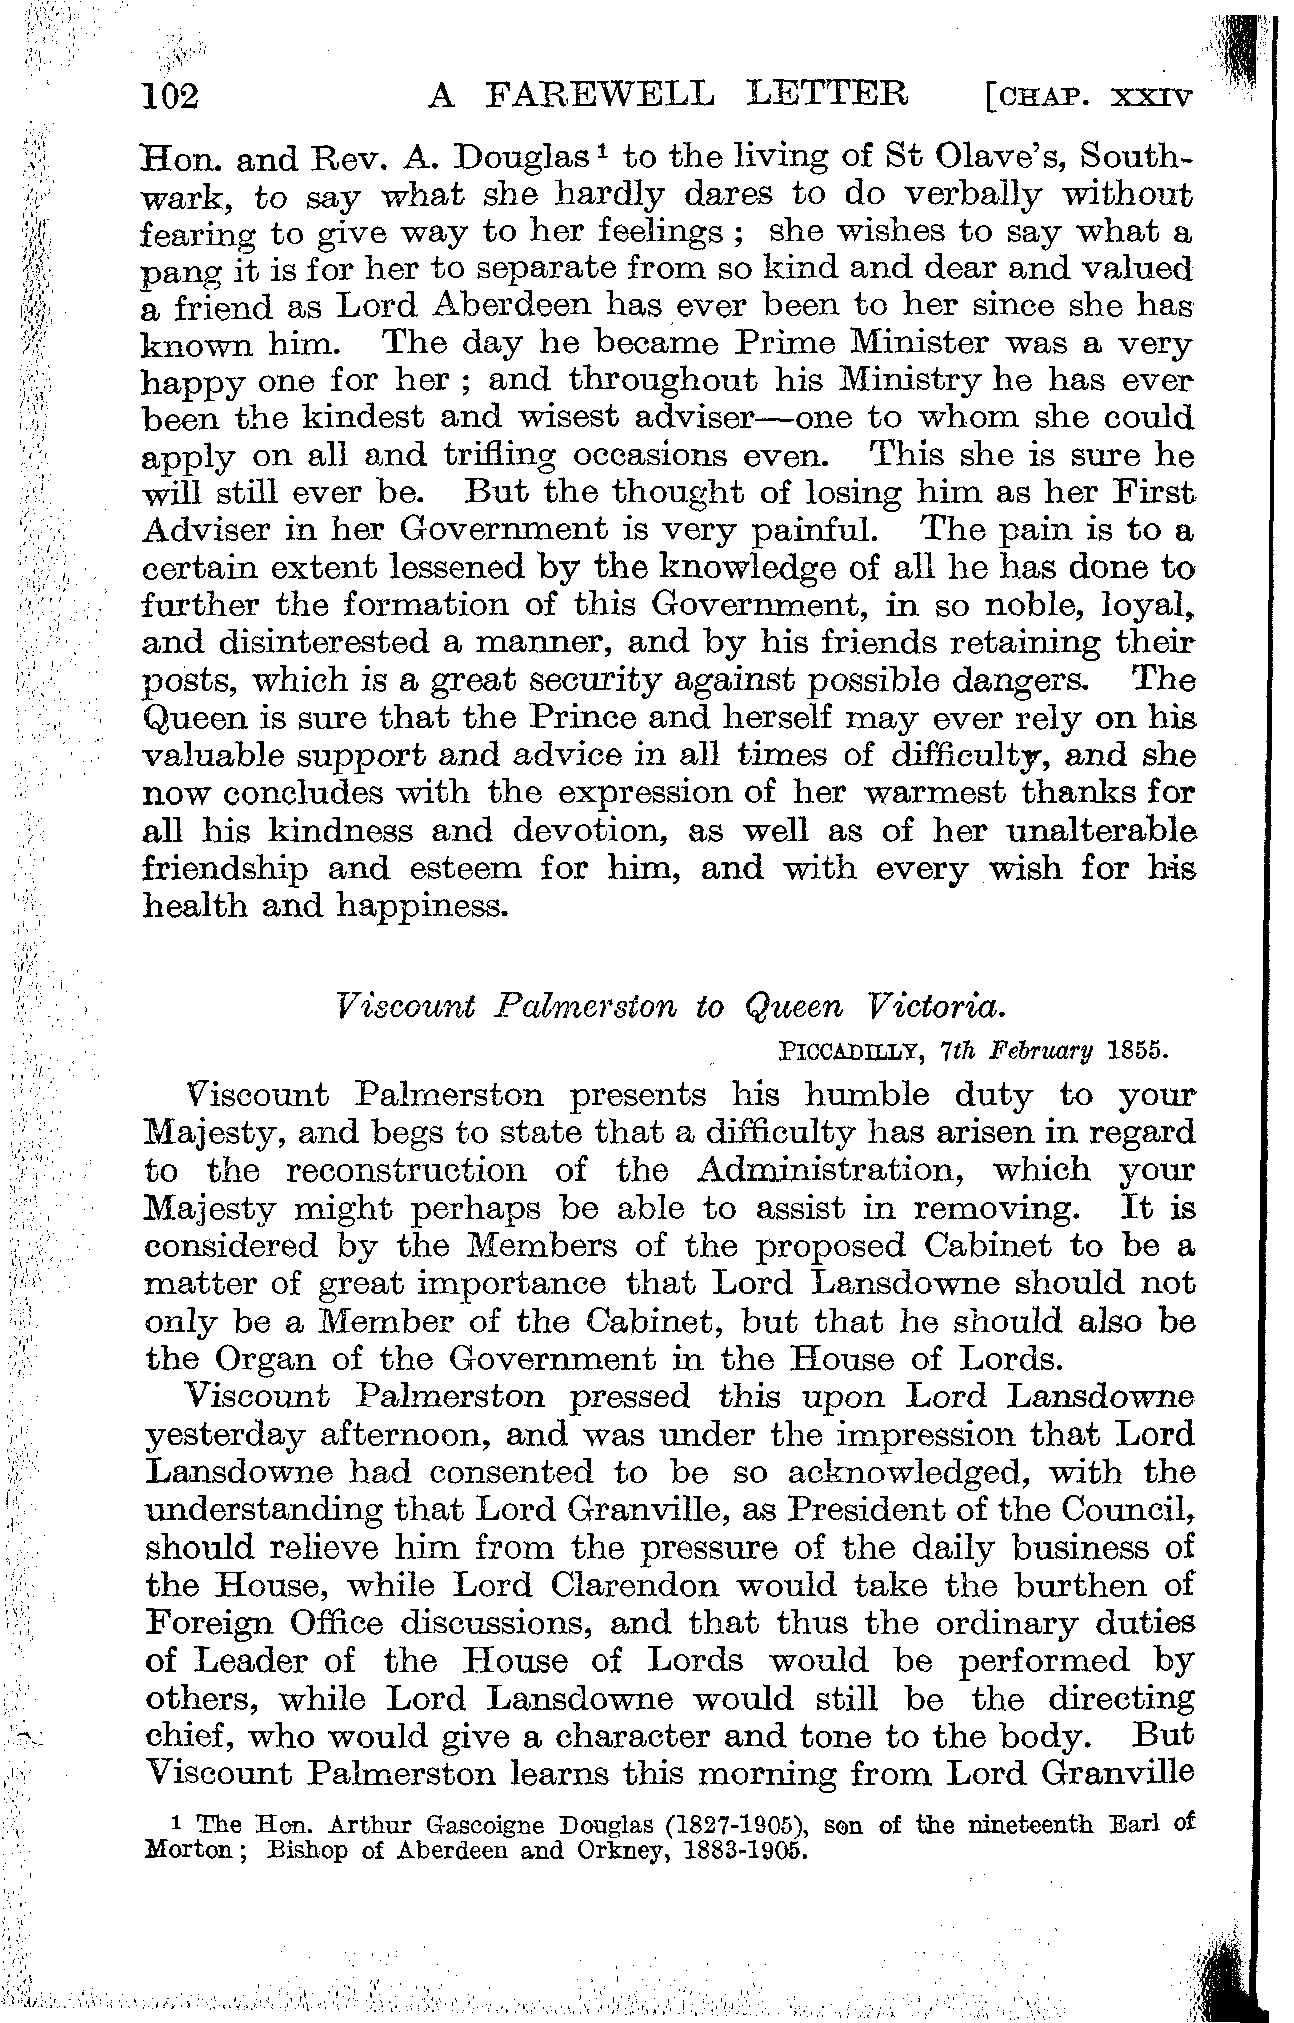 102 A FAREWELL LETTER [CHAP. XXIV
Hon. and Rev. A. Douglas¹ to the living of St Olave's, South-
wark, to say what she hardly dares to do verbally without
fearing to give way to her feelings ; she wishes to say what a
pang it is for her to separate from so kind and dear and valued
a friend as Lord Aberdeen has ever been to her since she has
known him. The day he became Prime Minister was a very
happy one for her ; and throughout his Ministry he has ever
been the kindest and wisest adviser—one to whom she could
apply on all and trifling occasions even. This she is sure he
will still ever be. But the thought of losing him as her First
Adviser in her Government is very painful. The pain is to a
certain extent lessened by the knowledge of all he has done to
further the formation of this Government, in so noble, loyal,
and disinterested a manner, and by his friends retaining their
posts, which is a great security against possible dangers. The
Queen is sure that the Prince and herself may ever rely on his
valuable support and advice in all times of difficulty, and she
now concludes with the expression of her warmest thanks for
all his kindness and devotion, as well as of her unalterable
friendship and esteem for him, and with every wish for his
health and happiness.
Viscount Palmerston to Queen Victoria.
PICCADILLY, 7th February 1855.
Viscount Palmerston presents his humble duty to your
Majesty, and begs to state that a difficulty has arisen in regard
to the reconstruction of the Administration, which your
Majesty might perhaps be able to assist in removing. It is
considered by the Members of the proposed Cabinet to be a
matter of great importance that Lord Lansdowne should not
only be a Member of the Cabinet, but that he should also be
the Organ of the Government in the House of Lords.
Viscount Palmerston pressed this upon Lord Lansdowne
yesterday afternoon, and was under the impression that Lord
Lansdowne had consented to be so acknowledged, with the
understanding that Lord Granville, as President of the Council,
should relieve him from the pressure of the daily business of
the House, while Lord Clarendon would take the burthen of
Foreign Office discussions, and that thus the ordinary duties
of Leader of the House of Lords would be performed by
others, while Lord Lansdowne would still be the directing
chief, who would give a character and tone to the body. But
Viscount Palmerston learns this morning from Lord Granville
1 The Hon. Arthur Gascoigne Douglas (1827-1905), son of the nineteenth Earl of
Morton ; Bishop of Aberdeen and Orkney, 1883-1905.